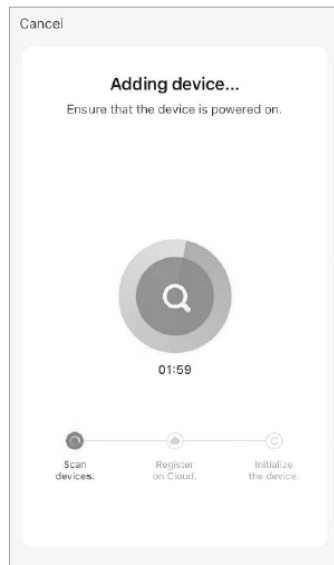 Cancel
Adding device...
Ensure that the device is powered on.
01:59
Scan
devices.
Register
on Cloud.
Initialize
the device.